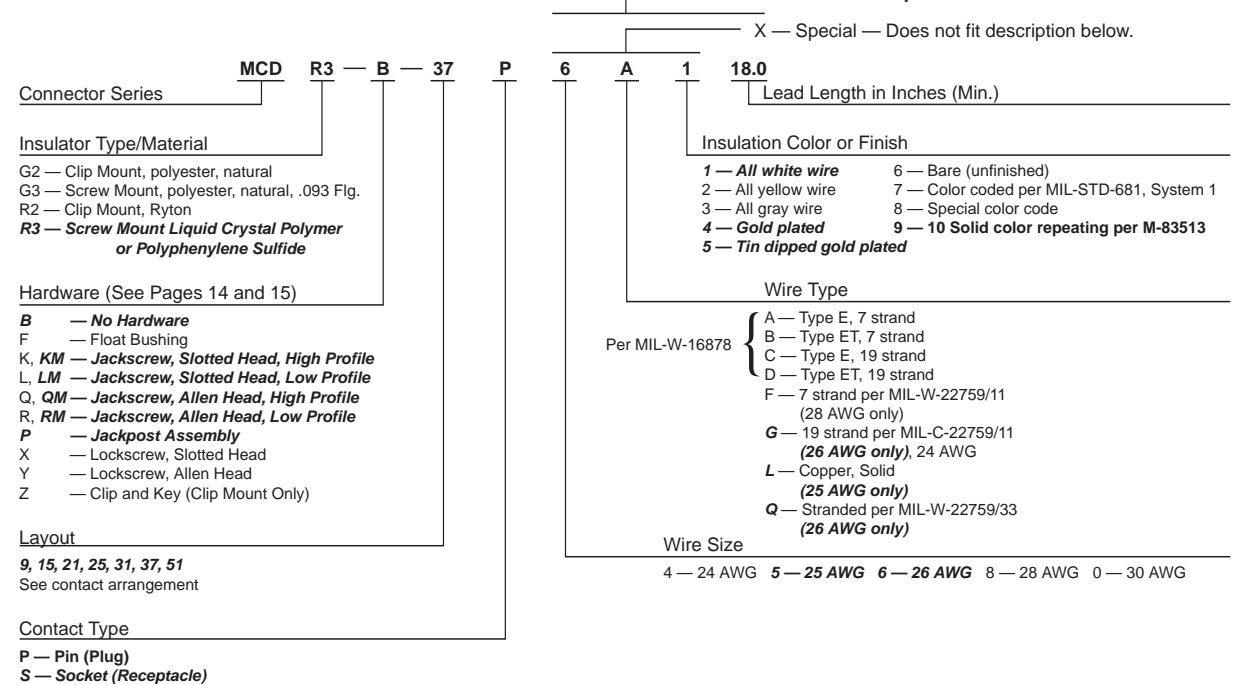 X — Special — Does not fit description below.
MCD R3 — B — 37 P 6 A 1 18.0
Connector Series
Lead Length in Inches (Min.)
Insulator Type/Material
G2 — Clip Mount, polyester, natural
G3 — Screw Mount, polyester, natural, .093 Flg.
R2 — Clip Mount, Ryton
R3 — Screw Mount Liquid Crystal Polymer
or Polyphenylene Sulfide
Insulation Color or Finish
1 — All white wire
2 — All yellow wire
3 — All gray wire
4 — Gold plated
5 — Tin dipped gold plated
6 — Bare (unfinished)
7 — Color coded per MIL-STD-681, System 1
8 — Special color code
9 — 10 Solid color repeating per M-83513
Hardware (See Pages 14 and 15)
B — No Hardware
F — Float Bushing
K, KM — Jackscrew, Slotted Head, High Profile
L, LM — Jackscrew, Slotted Head, Low Profile
Q, QM — Jackscrew, Allen Head, High Profile
R, RM — Jackscrew, Allen Head, Low Profile
P — Jackpost Assembly
X — Lockscrew, Slotted Head
Y — Lockscrew, Allen Head
Z — Clip and Key (Clip Mount Only)
Wire Type
Per MIL-W-16878
A — Type E, 7 strand
B — Type ET, 7 strand
C — Type E, 19 strand
D — Type ET, 19 strand
F — 7 strand per MIL-W-22759/11
(28 AWG only)
G — 19 strand per MIL-C-22759/11
(26 AWG only), 24 AWG
L — Copper, Solid
(25 AWG only)
Q — Stranded per MIL-W-22759/33
(26 AWG only)
Layout
9, 15, 21, 25, 31, 37, 51
See contact arrangement
Wire Size
4 — 24 AWG 5 — 25 AWG 6 — 26 AWG 8 — 28 AWG 0 — 30 AWG
Contact Type
P — Pin (Plug)
S — Socket (Receptacle)